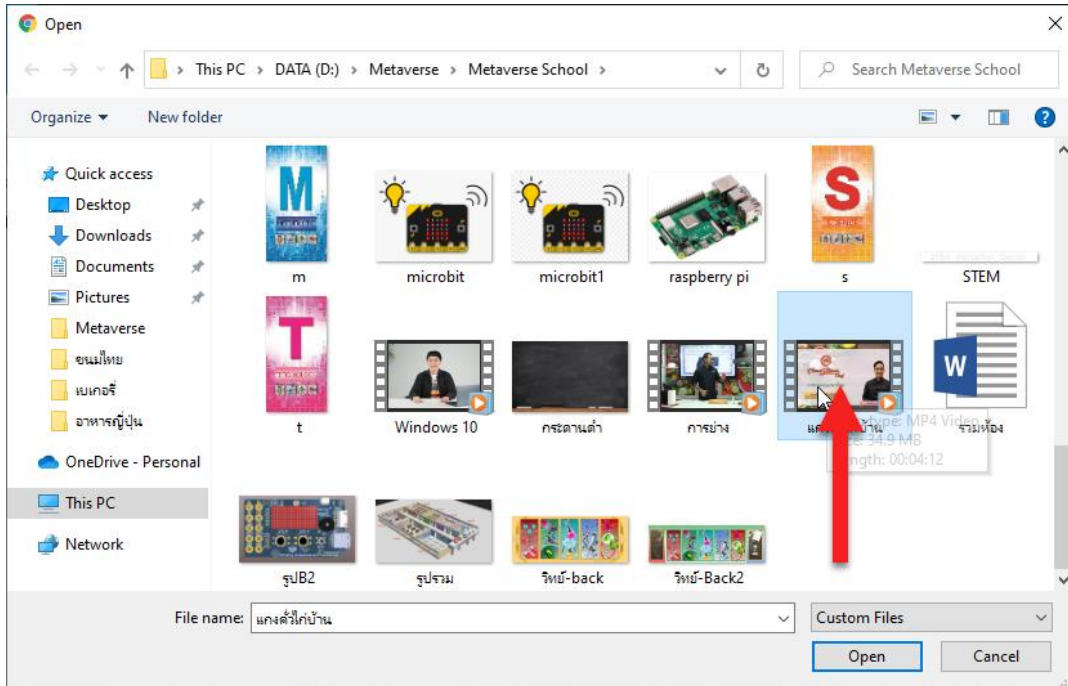 Open
This PC > DATA (D:) > Metaverse > Metaverse School >
Search Metaverse School
Organize
New folder
Quick access
Desktop
Downloads
Documents
Pictures
Metaverse
ขนมไทย
เบเกอรี่
อาหารญี่ปุ่น
OneDrive - Personal
This PC
Network
M
S
m
microbit
microbit1
raspberry pi
s
STEM
T
W
t
Windows 10
กระดานดำ
การย่าง
รวมห้อง
type: MP4 Video
34.9 MB
ngth: 00:04:12
รูปB2
รูปรวม
วิทย์-back
วิทย์-Back2
File name:
แกงคั่วไก่บ้าน
Custom Files
Open
Cancel